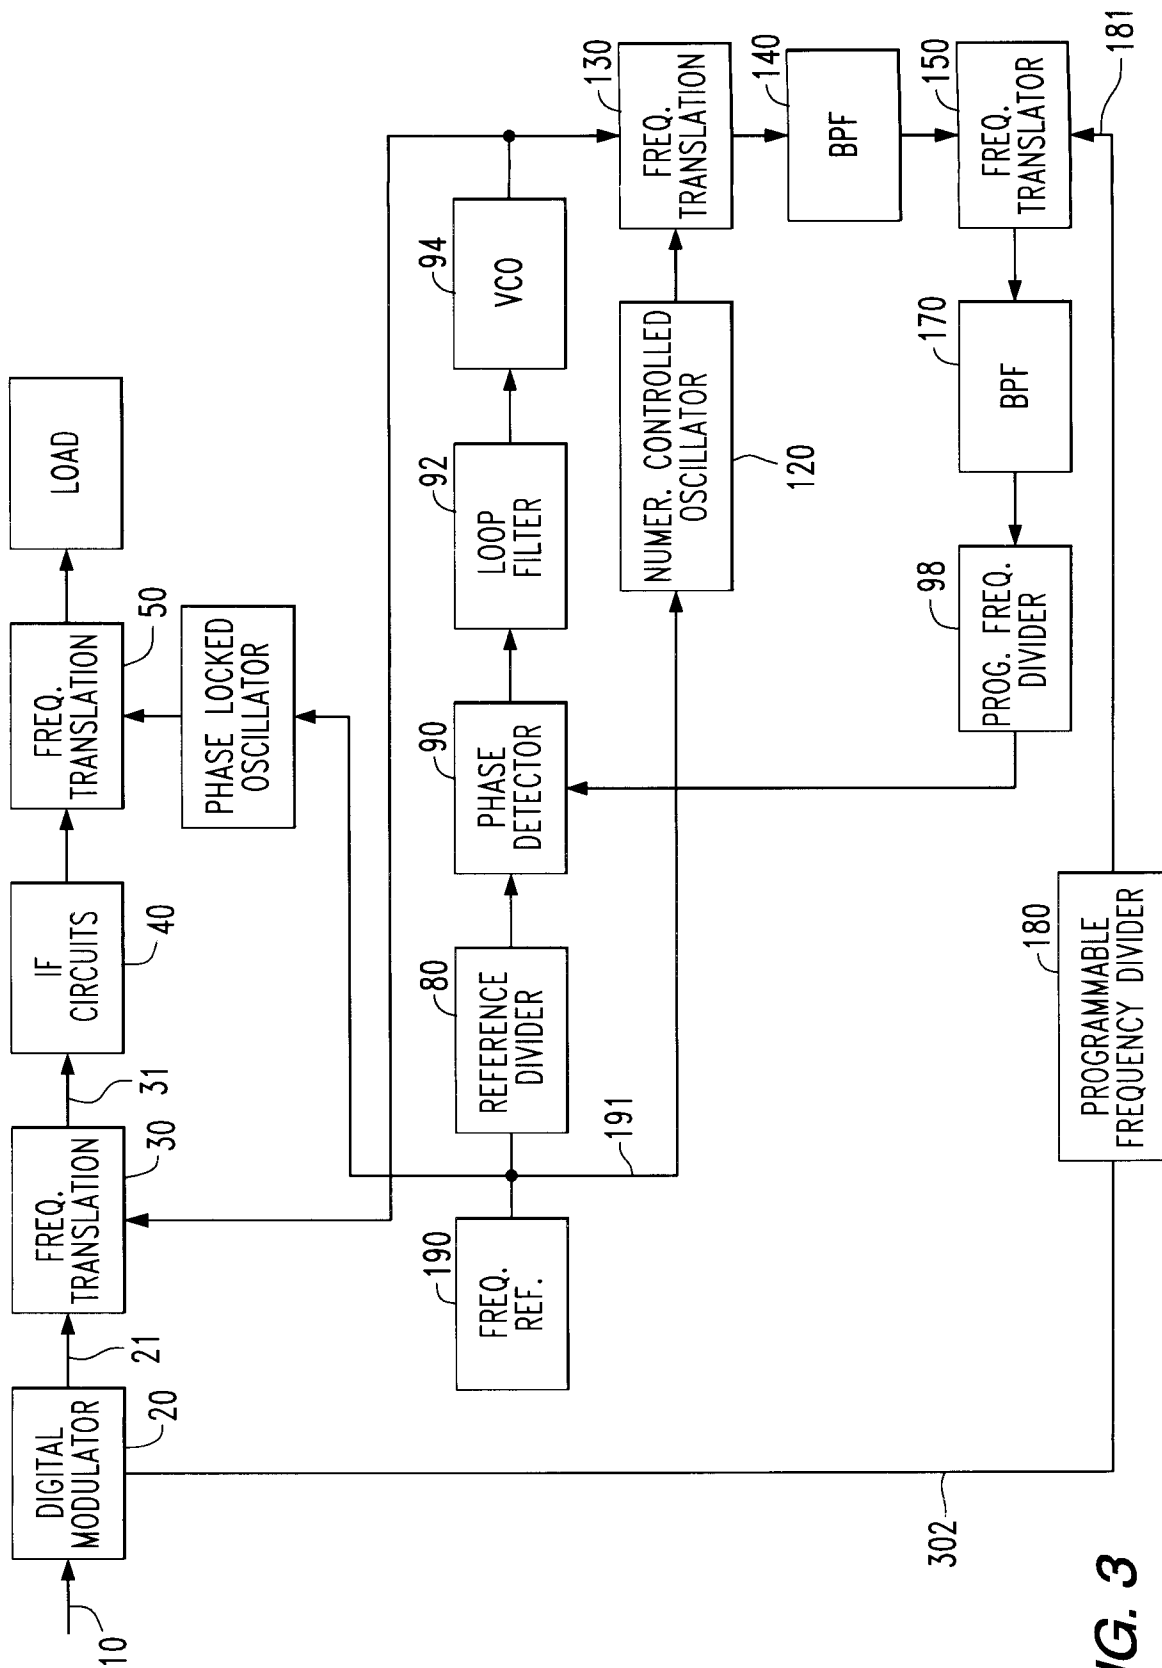 10
DIGITAL
MODULATOR
20
21
FREQ.
TRANSLATION
30
31
IF
CIRCUITS
40
FREQ.
TRANSLATION
50
LOAD
PHASE LOCKED
OSCILLATOR
190
FREQ.
REF.
191
80
REFERENCE
DIVIDER
90
PHASE
DETECTOR
92
LOOP
FILTER
94
VCO
NUMER. CONTROLLED
OSCILLATOR
120
130
FREQ.
TRANSLATION
140
BPF
150
FREQ.
TRANSLATOR
181
170
BPF
98
PROG. FREQ.
DIVIDER
180
PROGRAMMABLE
FREQUENCY DIVIDER
302
IG. 3